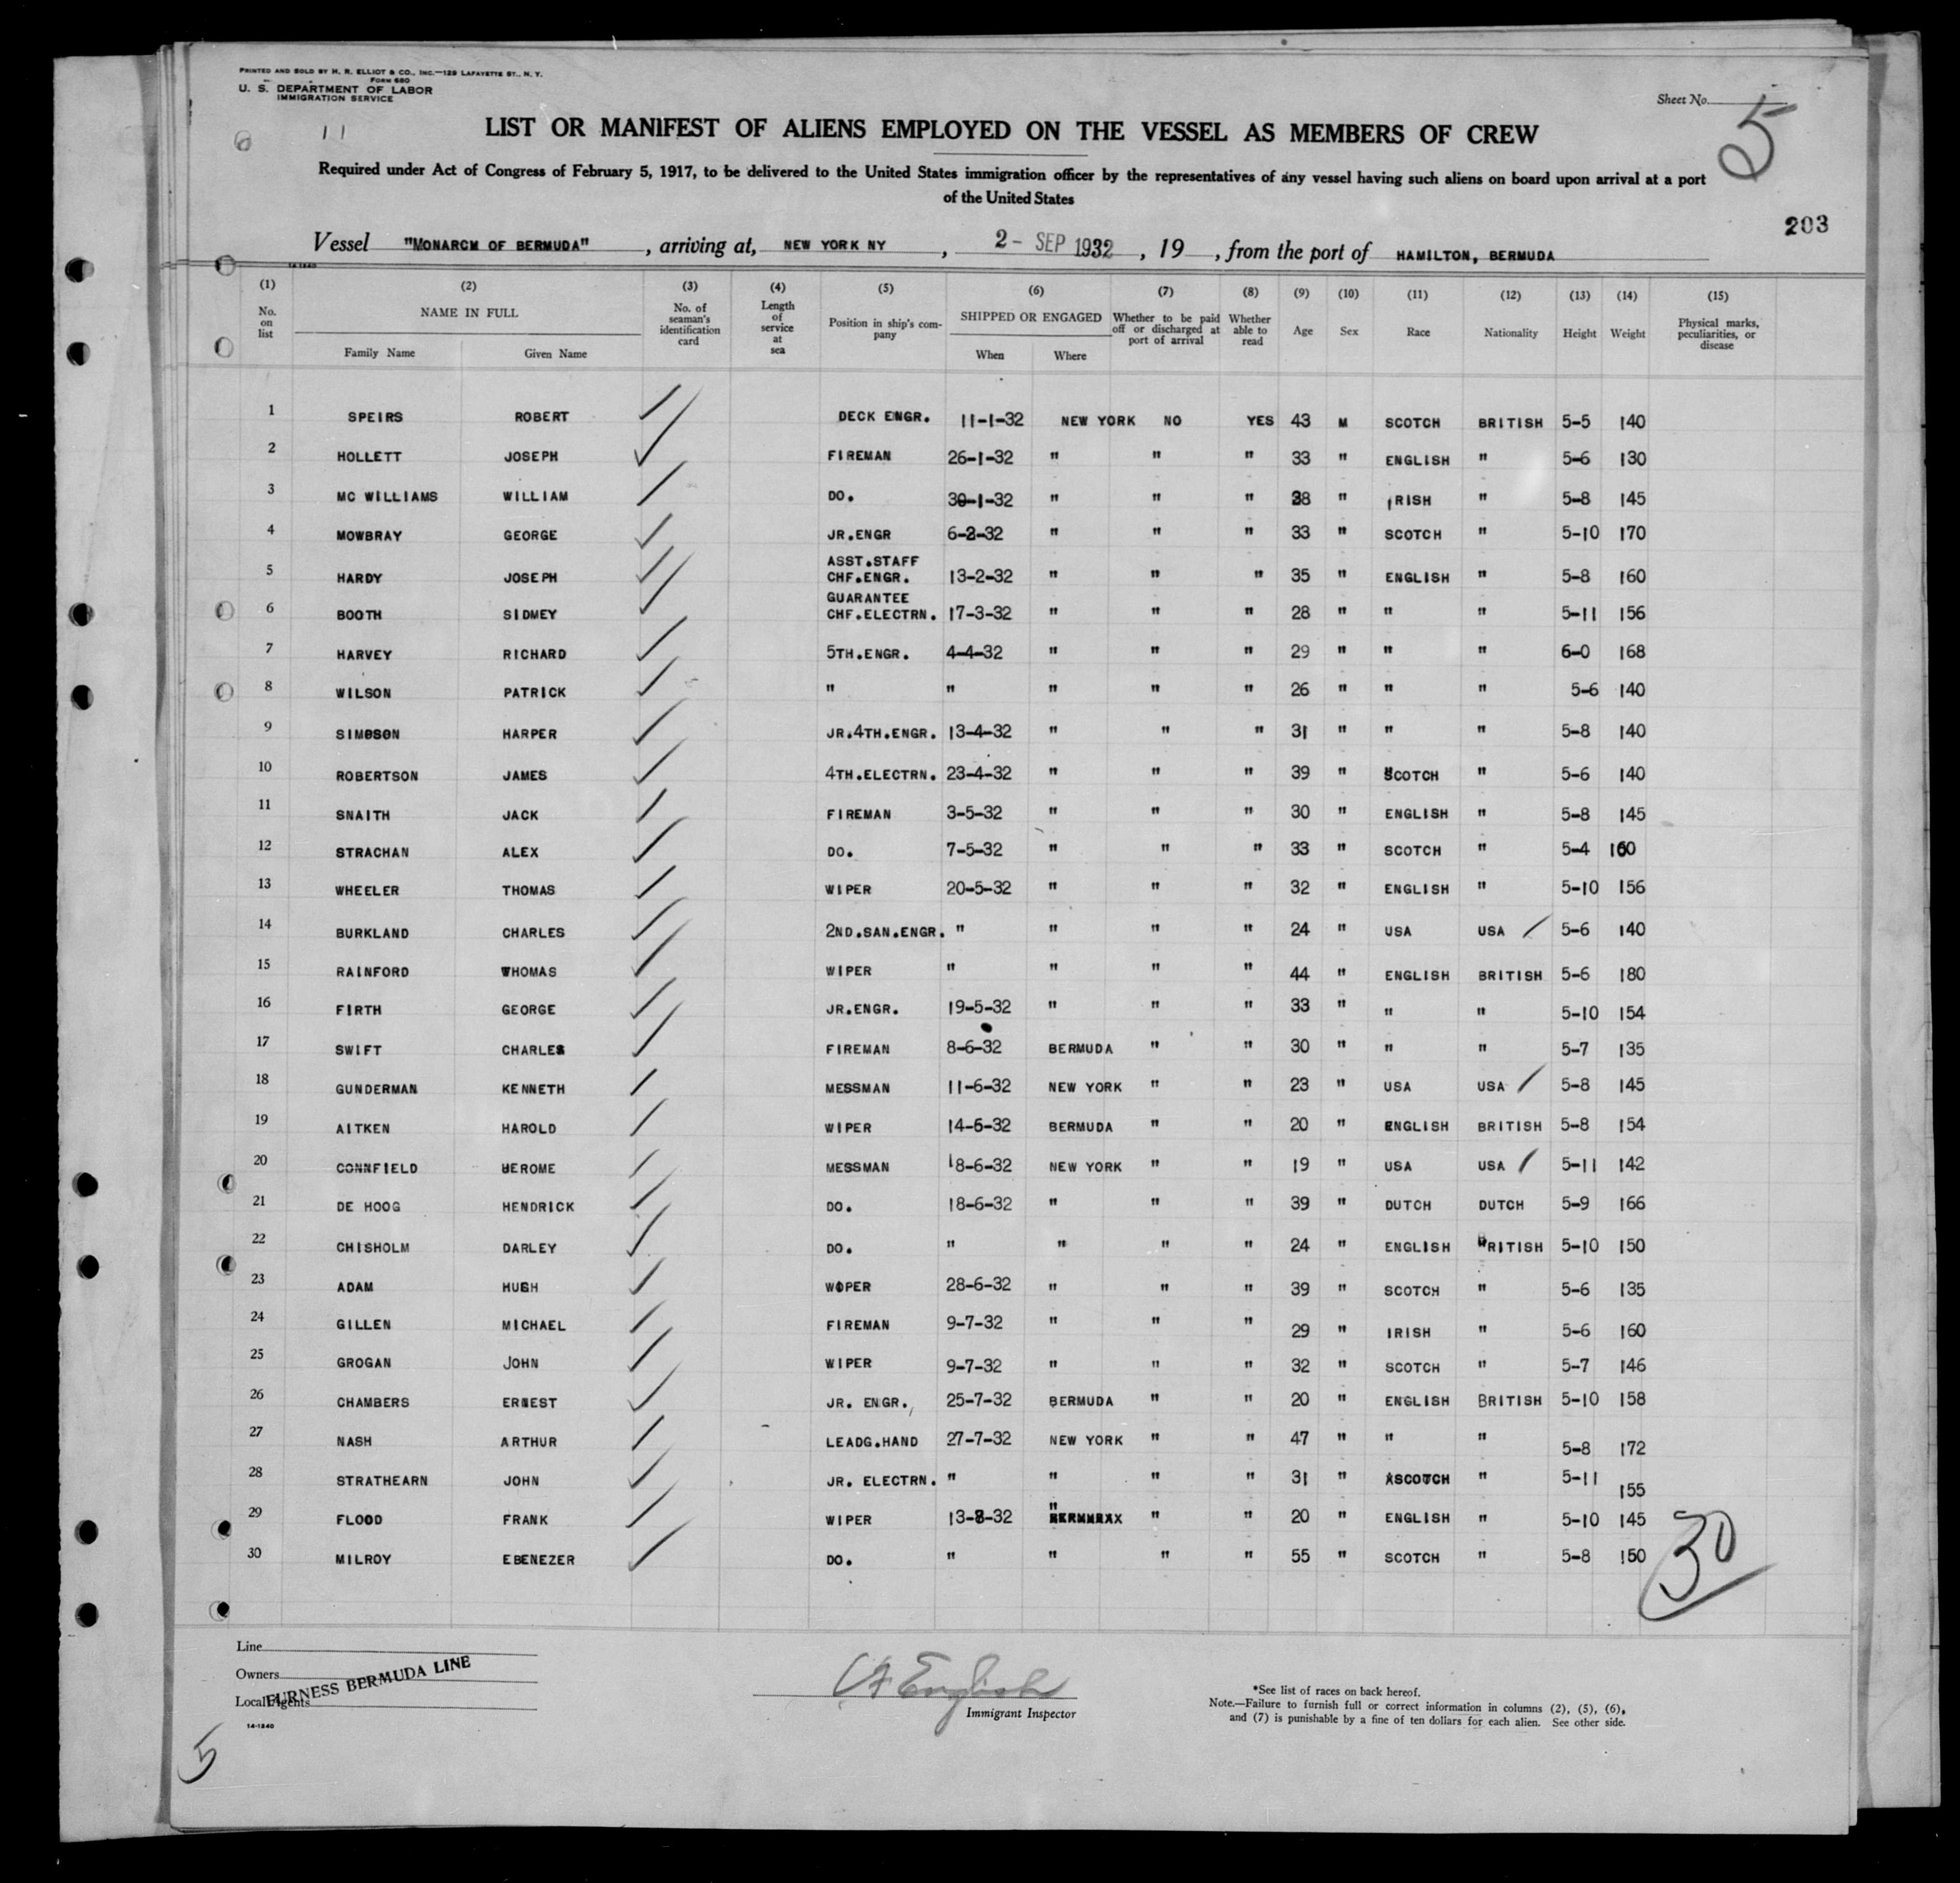 PRINTED AND SOLD BY H. R. ELLIOT & CO., INC.—129 LAFAYETTE ST., N. Y.
FORM 680
U. S. DEPARTMENT OF LABOR
IMMIGRATION SERVICE
Sheet No.
5
6 11
LIST OR MANIFEST OF ALIENS EMPLOYED ON THE VESSEL AS MEMBERS OF CREW
Required under Act of Congress of February 5, 1917, to be delivered to the United States immigration officer by the representatives of any vessel having such aliens on board upon arrival at a port
of the United States
203
Vessel "MONARCM OF BERMUDA", arriving at, NEW YORK NY, 2- SEP 1932, 19 , from the port of HAMILTON, BERMUDA
14-1240
(1) (2) (3) (4) (5) (6) (7) (8) (9) (10) (11) (12) (13) (14) (15)
No. on list NAME IN FULL Family Name Given Name No. of seaman's identification card Length of service at sea Position in ship's company SHIPPED OR ENGAGED When Where Whether to be paid off or discharged at port of arrival Whether able to read Age Sex Race Nationality Height Weight Physical marks, peculiarities, or disease
1 SPEIRS ROBERT DECK ENGR. 11-1-32 NEW YORK NO YES 43 M SCOTCH BRITISH 5-5 140
2 HOLLETT JOSEPH FIREMAN 26-1-32 " " " 33 " ENGLISH " 5-6 130
3 MC WILLIAMS WILLIAM DO. 30-1-32 " " " 38 " IRISH " 5-8 145
4 MOWBRAY GEORGE JR.ENGR 6-2-32 " " " 33 " SCOTCH " 5-10 170
5 HARDY JOSEPH ASST.STAFF CHF.ENGR. 13-2-32 " " " 35 " ENGLISH " 5-8 160
6 BOOTH SIDMEY GUARANTEE CHF.ELECTRN. 17-3-32 " " " 28 " " " 5-11 156
7 HARVEY RICHARD 5TH.ENGR. 4-4-32 " " " 29 " " " 6-0 168
8 WILSON PATRICK " " " " " 26 " " " 5-6 140
9 SIMPSON HARPER JR.4TH.ENGR. 13-4-32 " " " 31 " " " 5-8 140
10 ROBERTSON JAMES 4TH.ELECTRN. 23-4-32 " " " 39 " SCOTCH " 5-6 140
11 SNAITH JACK FIREMAN 3-5-32 " " " 30 " ENGLISH " 5-8 145
12 STRACHAN ALEX DO. 7-5-32 " " " 33 " SCOTCH " 5-4 160
13 WHEELER THOMAS WIPER 20-5-32 " " " 32 " ENGLISH " 5-10 156
14 BURKLAND CHARLES 2ND.SAN.ENGR. " " " " 24 " USA USA 5-6 140
15 RAINFORD THOMAS WIPER " " " " 44 " ENGLISH BRITISH 5-6 180
16 FIRTH GEORGE JR.ENGR. 19-5-32 " " " 33 " " " 5-10 154
17 SWIFT CHARLES FIREMAN 8-6-32 BERMUDA " " 30 " " " 5-7 135
18 GUNDERMAN KENNETH MESSMAN 11-6-32 NEW YORK " " 23 " USA USA 5-8 145
19 AITKEN HAROLD WIPER 14-6-32 BERMUDA " " 20 " ENGLISH BRITISH 5-8 154
20 CONNFIELD JEROME MESSMAN 18-6-32 NEW YORK " " 19 " USA USA 5-11 142
21 DE HOOG HENDRICK DO. 18-6-32 " " " 39 " DUTCH DUTCH 5-9 166
22 CHISHOLM DARLEY DO. " " " " 24 " ENGLISH BRITISH 5-10 150
23 ADAM HUGH WOPER 28-6-32 " " " 39 " SCOTCH " 5-6 135
24 GILLEN MICHAEL FIREMAN 9-7-32 " " " 29 " IRISH " 5-6 160
25 GROGAN JOHN WIPER 9-7-32 " " " 32 " SCOTCH " 5-7 146
26 CHAMBERS ERNEST JR. ENGR. 25-7-32 BERMUDA " " 20 " ENGLISH BRITISH 5-10 158
27 NASH ARTHUR LEADG.HAND 27-7-32 NEW YORK " " 47 " " " 5-8 172
28 STRATHEARN JOHN JR. ELECTRN. " " " " 31 " SCOTCH " 5-11 155
29 FLOOD FRANK WIPER 13-8-32 " " " 20 " ENGLISH " 5-10 145
30 MILROY EBENEZER DO. " " " " 55 " SCOTCH " 5-8 150
30
Line
Owners
Local Agents
FURNESS BERMUDA LINE
14-1240
English
Immigrant Inspector
*See list of races on back hereof.
Note.—Failure to furnish full or correct information in columns (2), (5), (6),
and (7) is punishable by a fine of ten dollars for each alien. See other side.
5